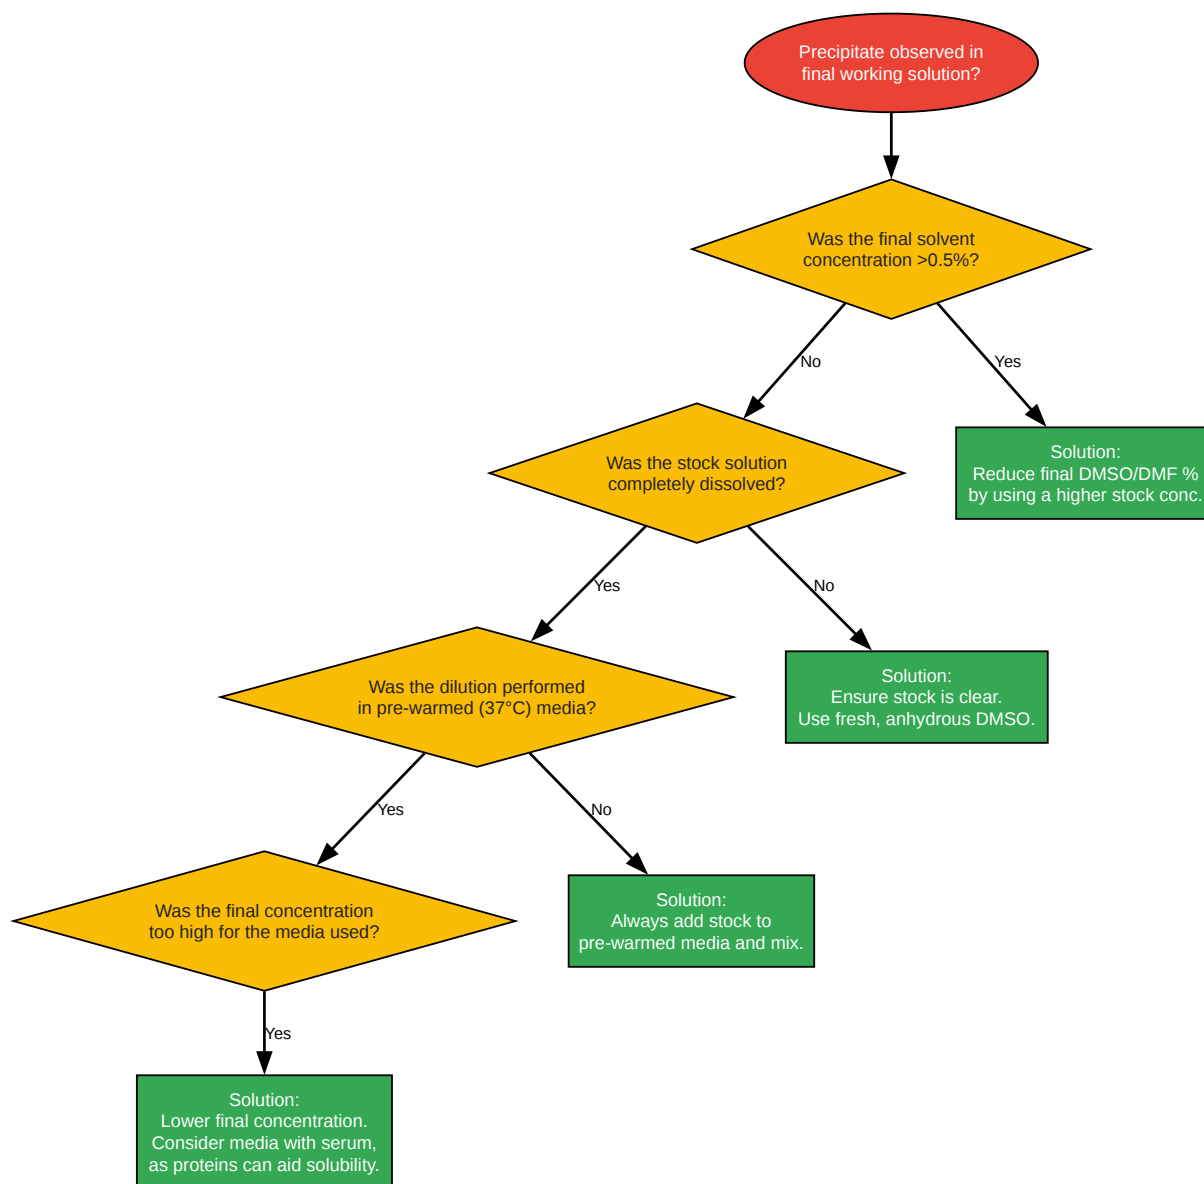 Precipitate observed in
final working solution?
Was the final solvent
concentration >0.5%?
No
Yes
Was the stock solution
completely dissolved?
Solution:
Reduce final DMSO/DMF %
by using a higher stock conc.
Yes
No
Was the dilution performed
in pre-warmed (37°C) media?
Solution:
Ensure stock is clear.
Use fresh, anhydrous DMSO.
Yes
No
Was the final concentration
too high for the media used?
Solution:
Always add stock to
pre-warmed media and mix.
Yes
Solution:
Lower final concentration.
Consider media with serum,
as proteins can aid solubility.